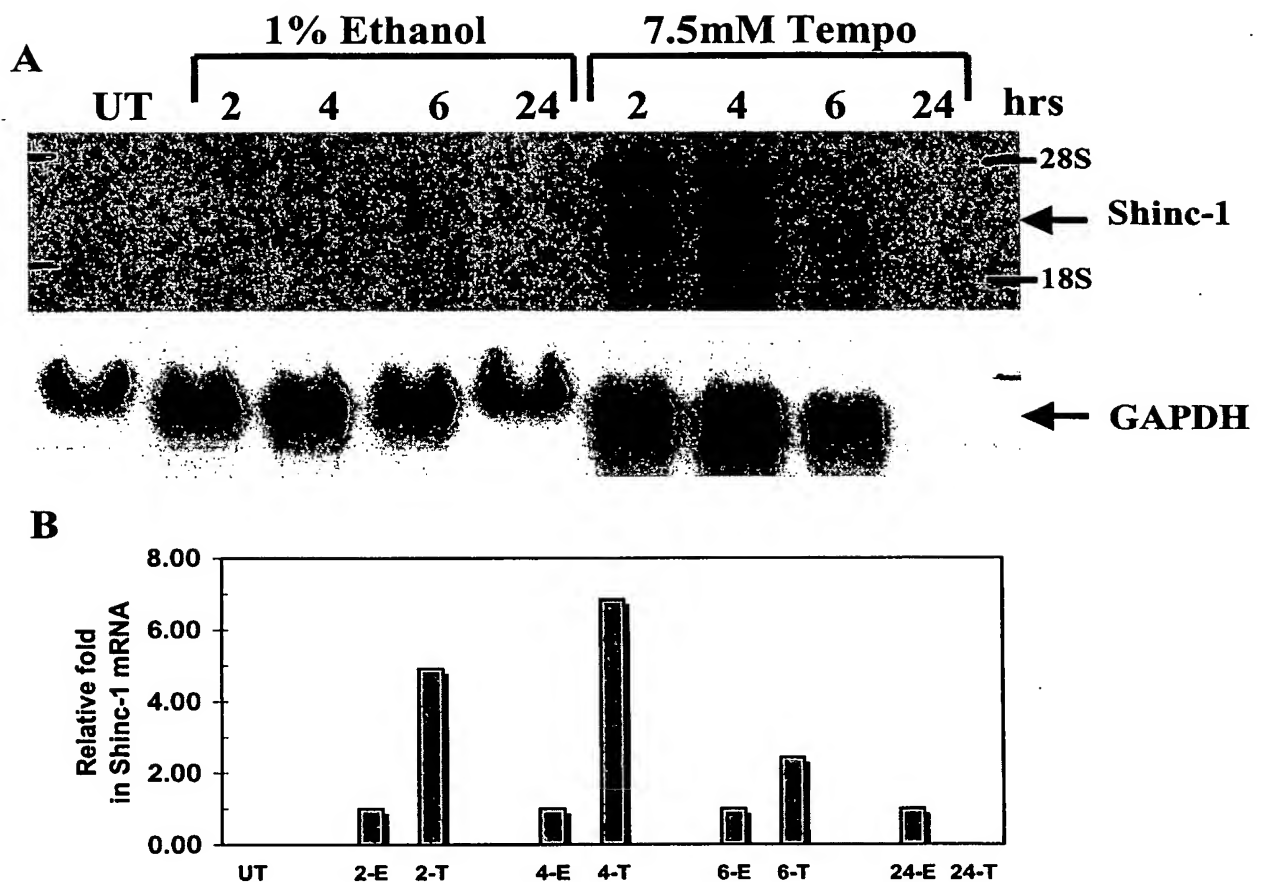 1% Ethanol 7.5mM Tempo
A
UT 2 4 6 24 2 4 6 24 hrs
28S
Shinc-1
18S
GAPDH
B
8.00
6.00
4.00
2.00
0.00
Relative fold
in Shinc-1 mRNA
UT 2-E 2-T 4-E 4-T 6-E 6-T 24-E 24-T